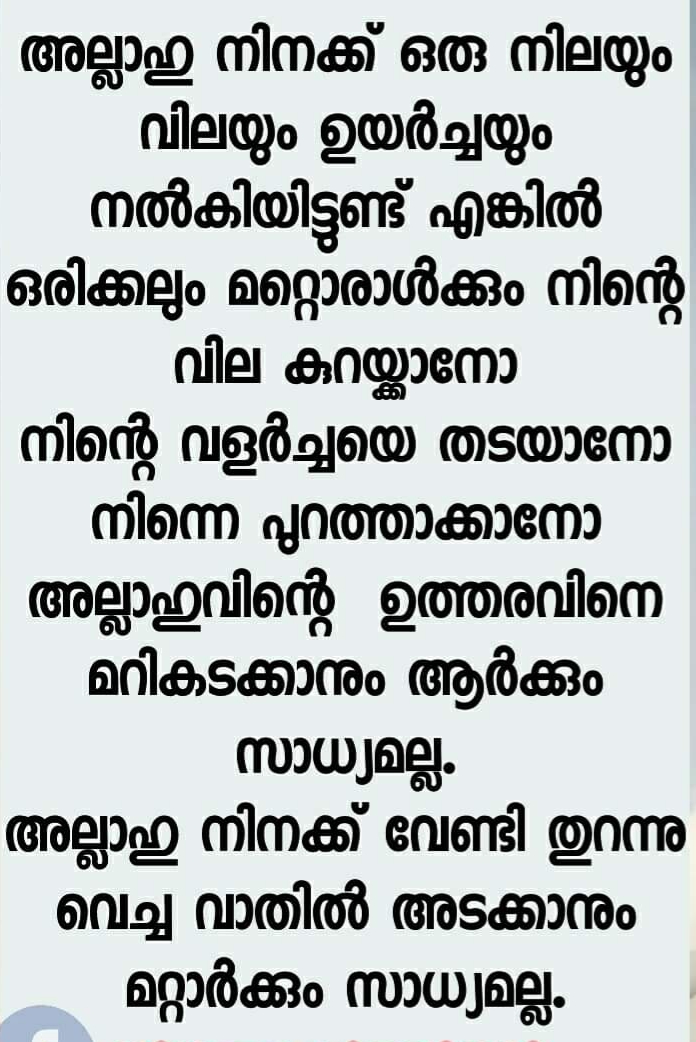 അല്ലാഹു നിനക്ക് ഒരു നിലയും
വിലയും ഉയർച്ചയും
നൽകിയിട്ടുണ്ട് എങ്കിൽ
ഒരിക്കലും മറ്റൊരാൾക്കും നിന്റെ
വില കുറയ്ക്കാനോ
നിന്റെ വളർച്ചയെ തടയാനോ
നിന്നെ പുറത്താക്കാനോ
അല്ലാഹുവിന്റെ ഉത്തരവിനെ
മറികടക്കാനും ആർക്കും
സാധ്യമല്ല.
അല്ലാഹു നിനക്ക് വേണ്ടി തുറന്നു
വെച്ച വാതിൽ അടക്കാനും
മറ്റാർക്കും സാധ്യമല്ല.